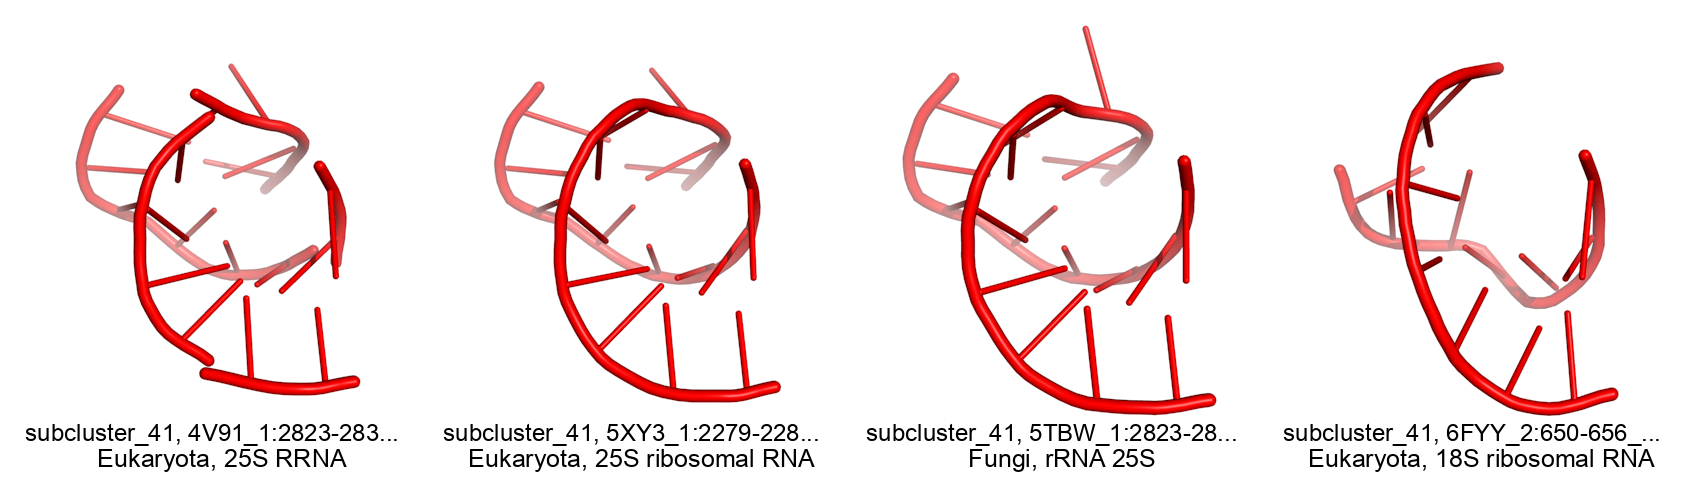 subcluster_41, 4V91_1:2823-283...
Eukaryota, 25S RRNA
subcluster_41, 5XY3_1:2279-228...
Eukaryota, 25S ribosomal RNA
subcluster_41, 5TBW_1:2823-28...
Fungi, rRNA 25S
subcluster_41, 6FYY_2:650-656_...
Eukaryota, 18S ribosomal RNA